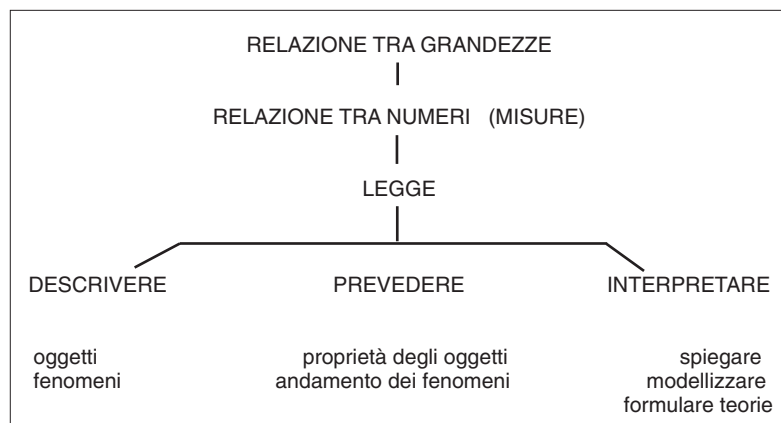 RELAZIONE TRA GRANDEZZE
RELAZIONE TRA NUMERI (MISURE)
LEGGE
DESCRIVERE PREVEDERE INTERPRETARE
oggetti proprietà degli oggetti spiegare
fenomeni andamento dei fenomeni modellizzare
formulare teorie